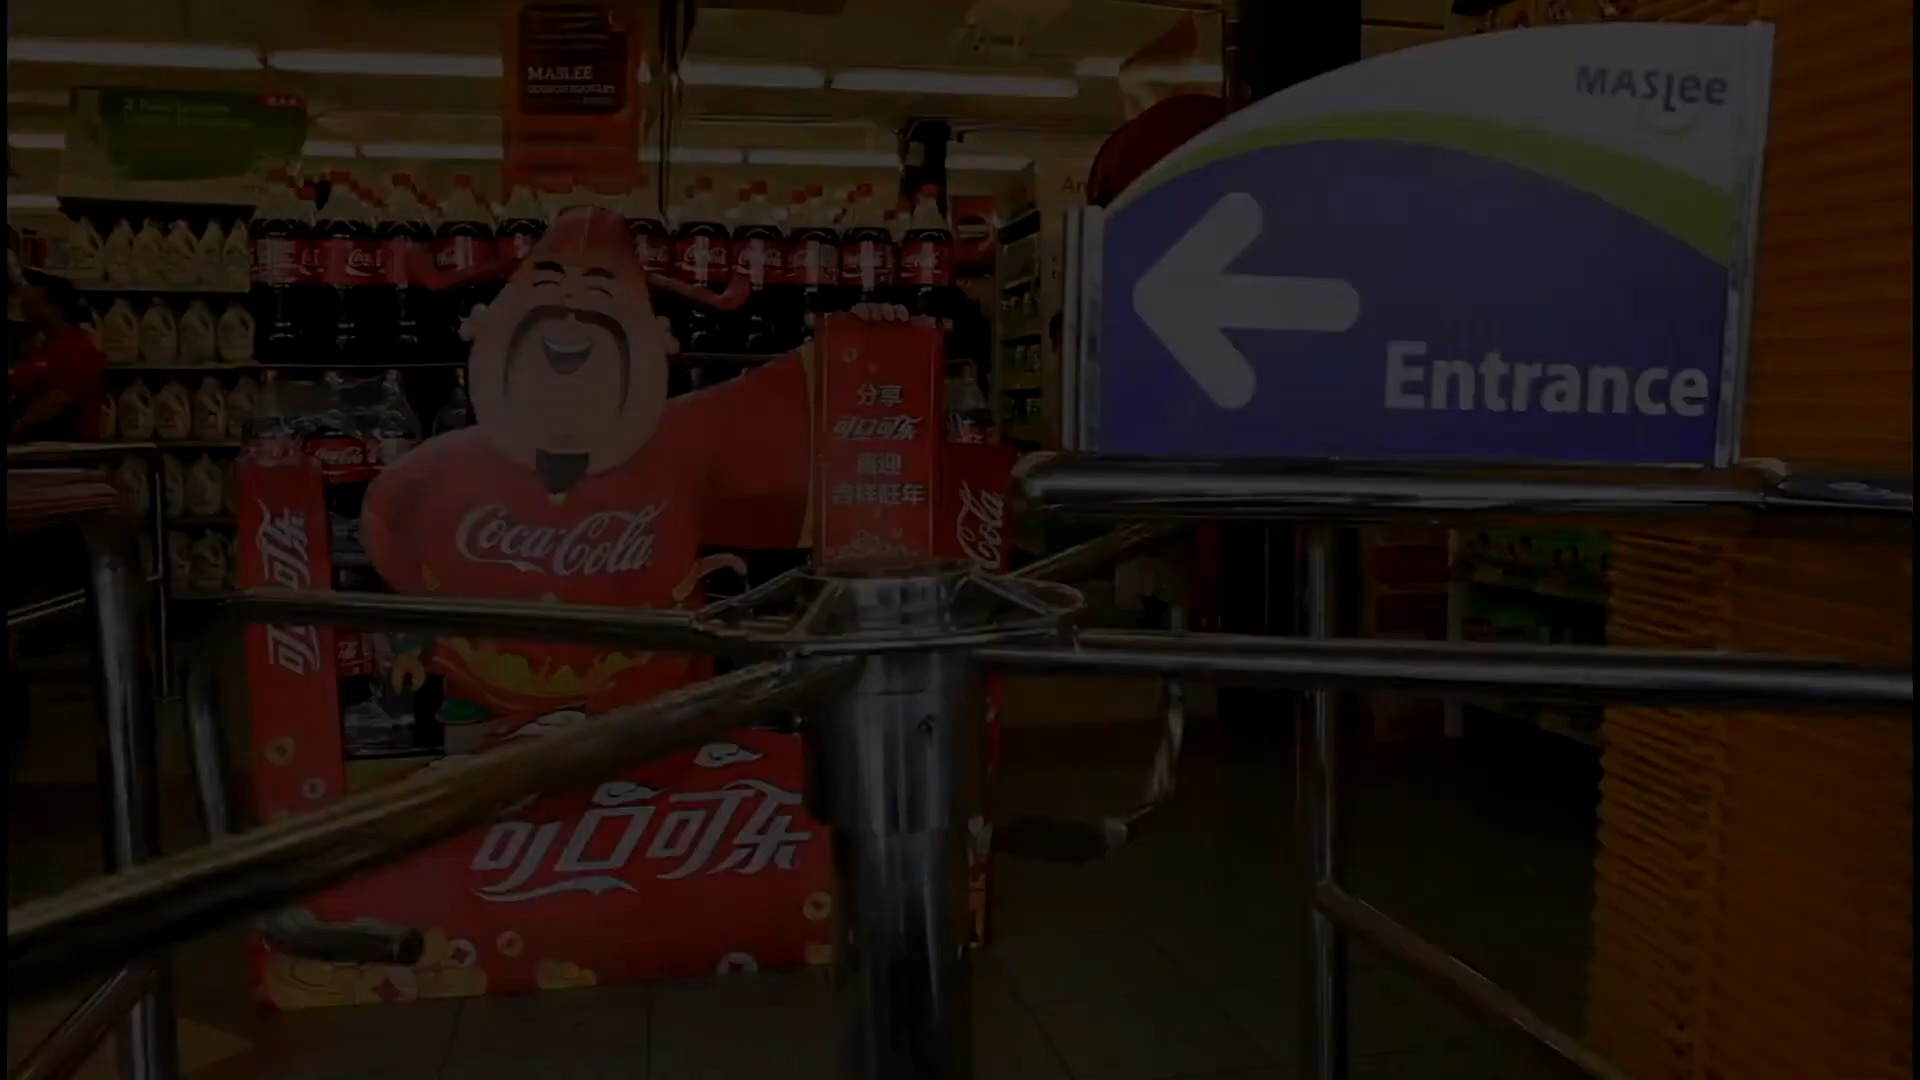 MASLEE
MASLee
Entrance
分享
可口可乐
喜迎
吉祥旺年
Coca-Cola
Coca-Cola
可口可乐
可口可乐